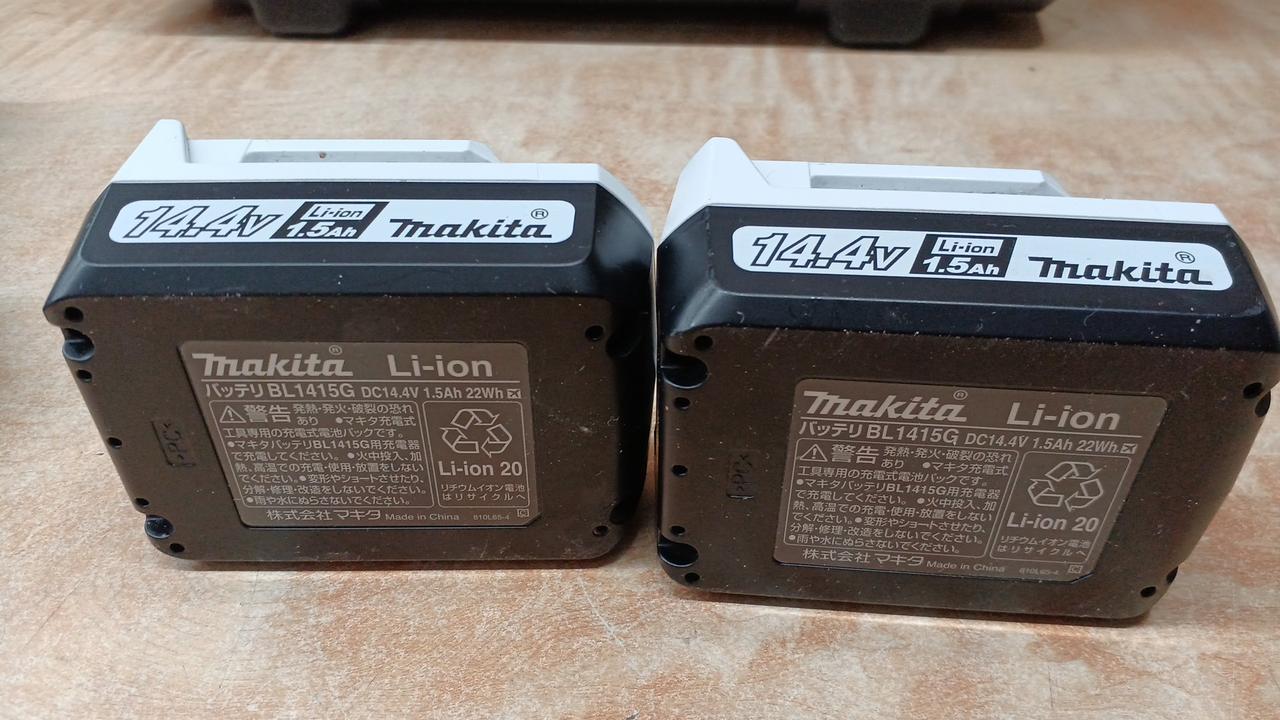 14.4V Li-ion 1.5Ah makita®
makita® Li-ion
バッテリ BL1415G DC14.4V 1.5Ah 22Wh
警告 発熱・発火・破裂の恐れ
あり ●マキタ充電式
工具専用の充電式電池パックです。
●マキタバッテリBL1415G用充電器
で充電してください。●火中投入、加
熱、高温での充電・使用・放置をしない
でください。●変形やショートさせたり、
分解・修理・改造をしないでください。
●雨や水にぬらさないでください。
Li-ion 20
リチウムイオン電池
はリサイクルへ
株式会社マキタ Made in China 810L65-4
>PC<
14.4V Li-ion 1.5Ah makita®
makita® Li-ion
バッテリ BL1415G DC14.4V 1.5Ah 22Wh
警告 発熱・発火・破裂の恐れ
あり ●マキタ充電式
工具専用の充電式電池パックです。
●マキタバッテリBL1415G用充電器
で充電してください。●火中投入、加
熱、高温での充電・使用・放置をしない
でください。●変形やショートさせたり、
分解・修理・改造をしないでください。
●雨や水にぬらさないでください。
Li-ion 20
リチウムイオン電池
はリサイクルへ
株式会社マキタ Made in China 810L65-4
>PC<